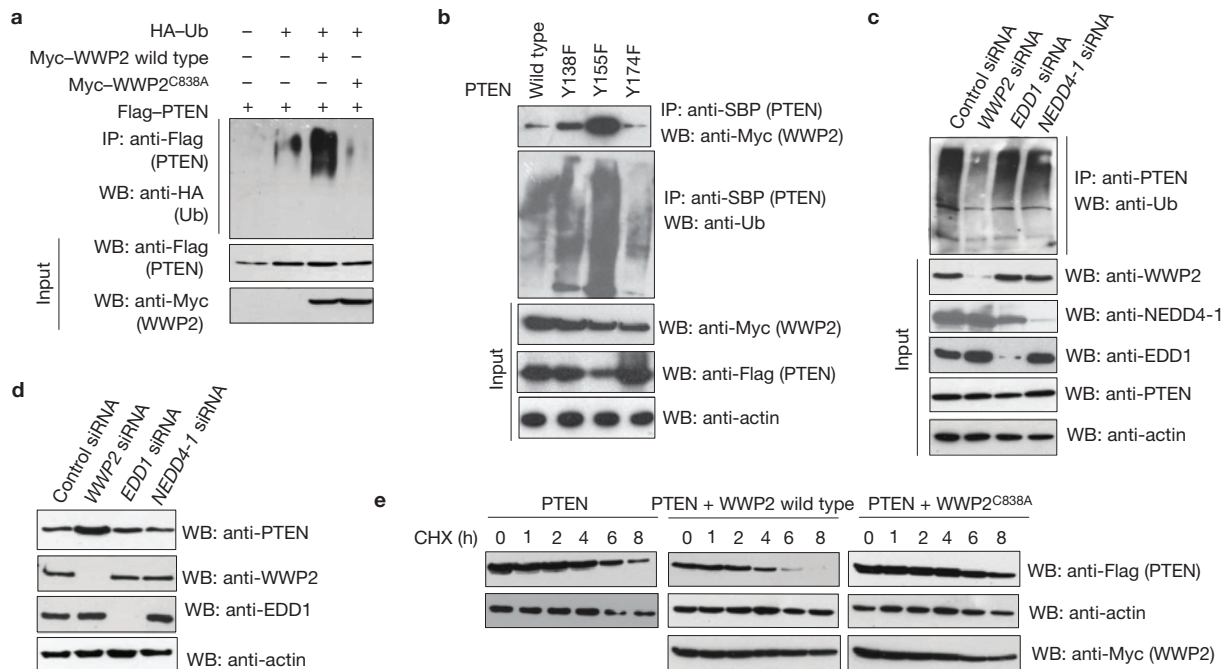 a
HA–Ub – + + +
Myc–WWP2 wild type – – + –
Myc–WWP2C838A – – – +
Flag–PTEN + + + +
IP: anti-Flag
(PTEN)
WB: anti-HA
(Ub)
Input
WB: anti-Flag
(PTEN)
WB: anti-Myc
(WWP2)
b
PTEN Wild type Y138F Y155F Y174F
IP: anti-SBP (PTEN)
WB: anti-Myc (WWP2)
IP: anti-SBP (PTEN)
WB: anti-Ub
Input
WB: anti-Myc (WWP2)
WB: anti-Flag (PTEN)
WB: anti-actin
c
Control siRNA WWP2 siRNA EDD1 siRNA NEDD4-1 siRNA
IP: anti-PTEN
WB: anti-Ub
Input
WB: anti-WWP2
WB: anti-NEDD4-1
WB: anti-EDD1
WB: anti-PTEN
WB: anti-actin
d
Control siRNA WWP2 siRNA EDD1 siRNA NEDD4-1 siRNA
WB: anti-PTEN
WB: anti-WWP2
WB: anti-EDD1
WB: anti-actin
e
PTEN PTEN + WWP2 wild type PTEN + WWP2C838A
CHX (h) 0 1 2 4 6 8 0 1 2 4 6 8 0 1 2 4 6 8
WB: anti-Flag (PTEN)
WB: anti-actin
WB: anti-Myc (WWP2)